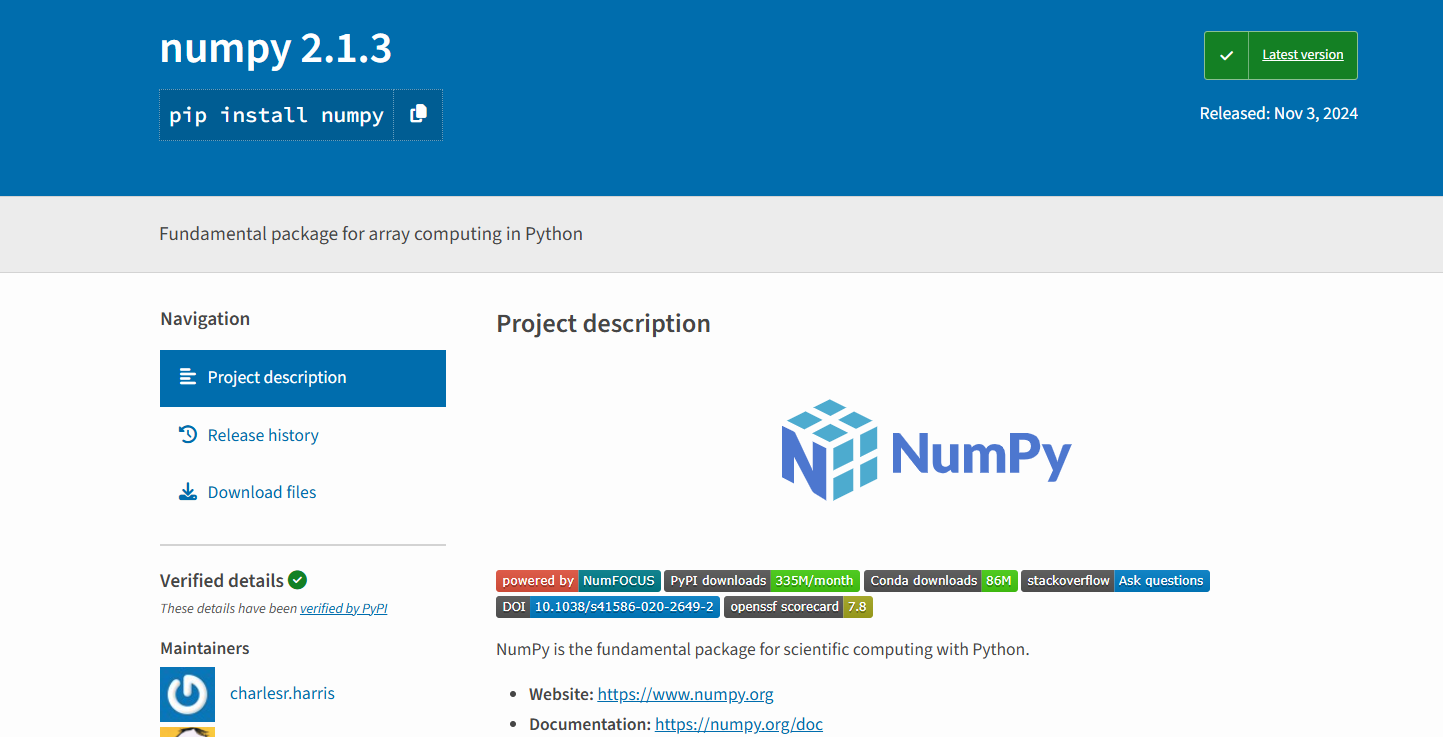 numpy 2.1.3
Latest version
pip install numpy
Released: Nov 3, 2024
Fundamental package for array computing in Python
Navigation
Project description
Release history
Download files
Verified details
These details have been verified by PyPI
Maintainers
charlesr.harris
Project description
NumPy
powered by NumFOCUS PyPI downloads 335M/month Conda downloads 86M stackoverflow Ask questions
DOI 10.1038/s41586-020-2649-2 openssf scorecard 7.8
NumPy is the fundamental package for scientific computing with Python.
• Website: https://www.numpy.org
• Documentation: https://numpy.org/doc